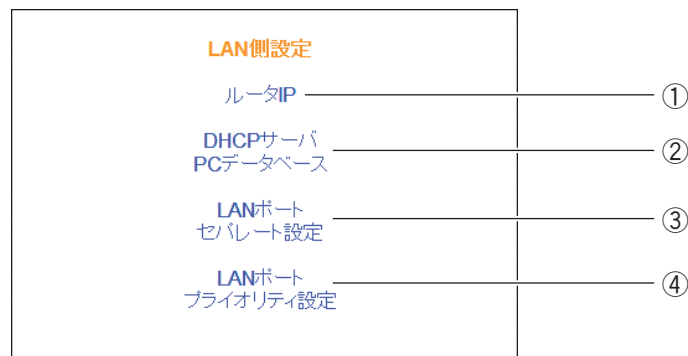 LAN側設定
ルータIP
①
DHCPサーバ
PCデータベース
②
LANポート
セパレート設定
③
LANポート
プライオリティ設定
④